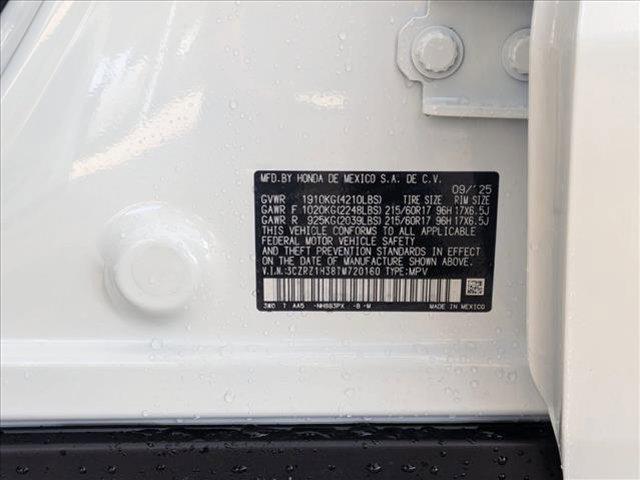 MFD.BY HONDA DE MEXICO S.A. DE C.V.
09/'25
GVWR 1910KG(4210LBS) TIRE SIZE RIM SIZE
GAWR F 1020KG(2248LBS) 215/60R17 96H 17X6.5J
GAWR R 925KG(2039LBS) 215/60R17 96H 17X6.5J
THIS VEHICLE CONFORMS TO ALL APPLICABLE
FEDERAL MOTOR VEHICLE SAFETY AND
THEFT PREVENTION STANDARDS IN EFFECT ON
THE DATE OF MANUFACTURE SHOWN ABOVE.
V.I.N.:3CZRZ1H38TM720160 TYPE:MPV
3W0 T AA5 -NH883PX -B -M MADE IN MEXICO